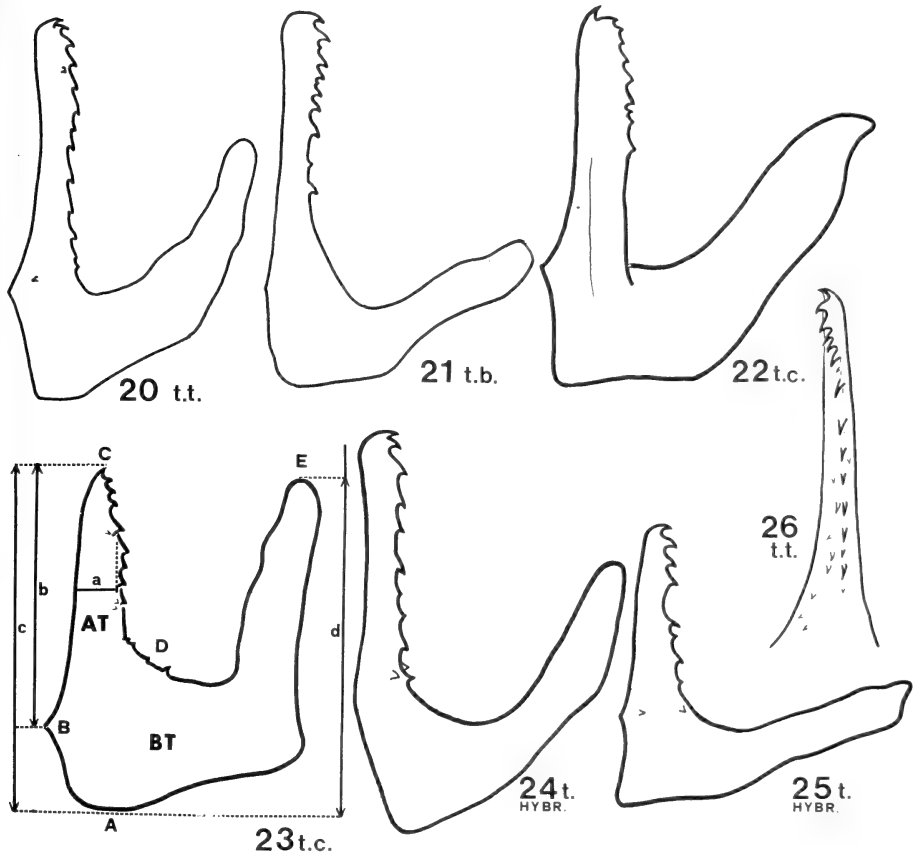 20 t.t.
21 t.b.
22 t.c.
C
E
a
b
c
AT
D
d
B
BT
A
23 t.c.
24 t.
HYBR.
25 t.
HYBR.
26
t.t.